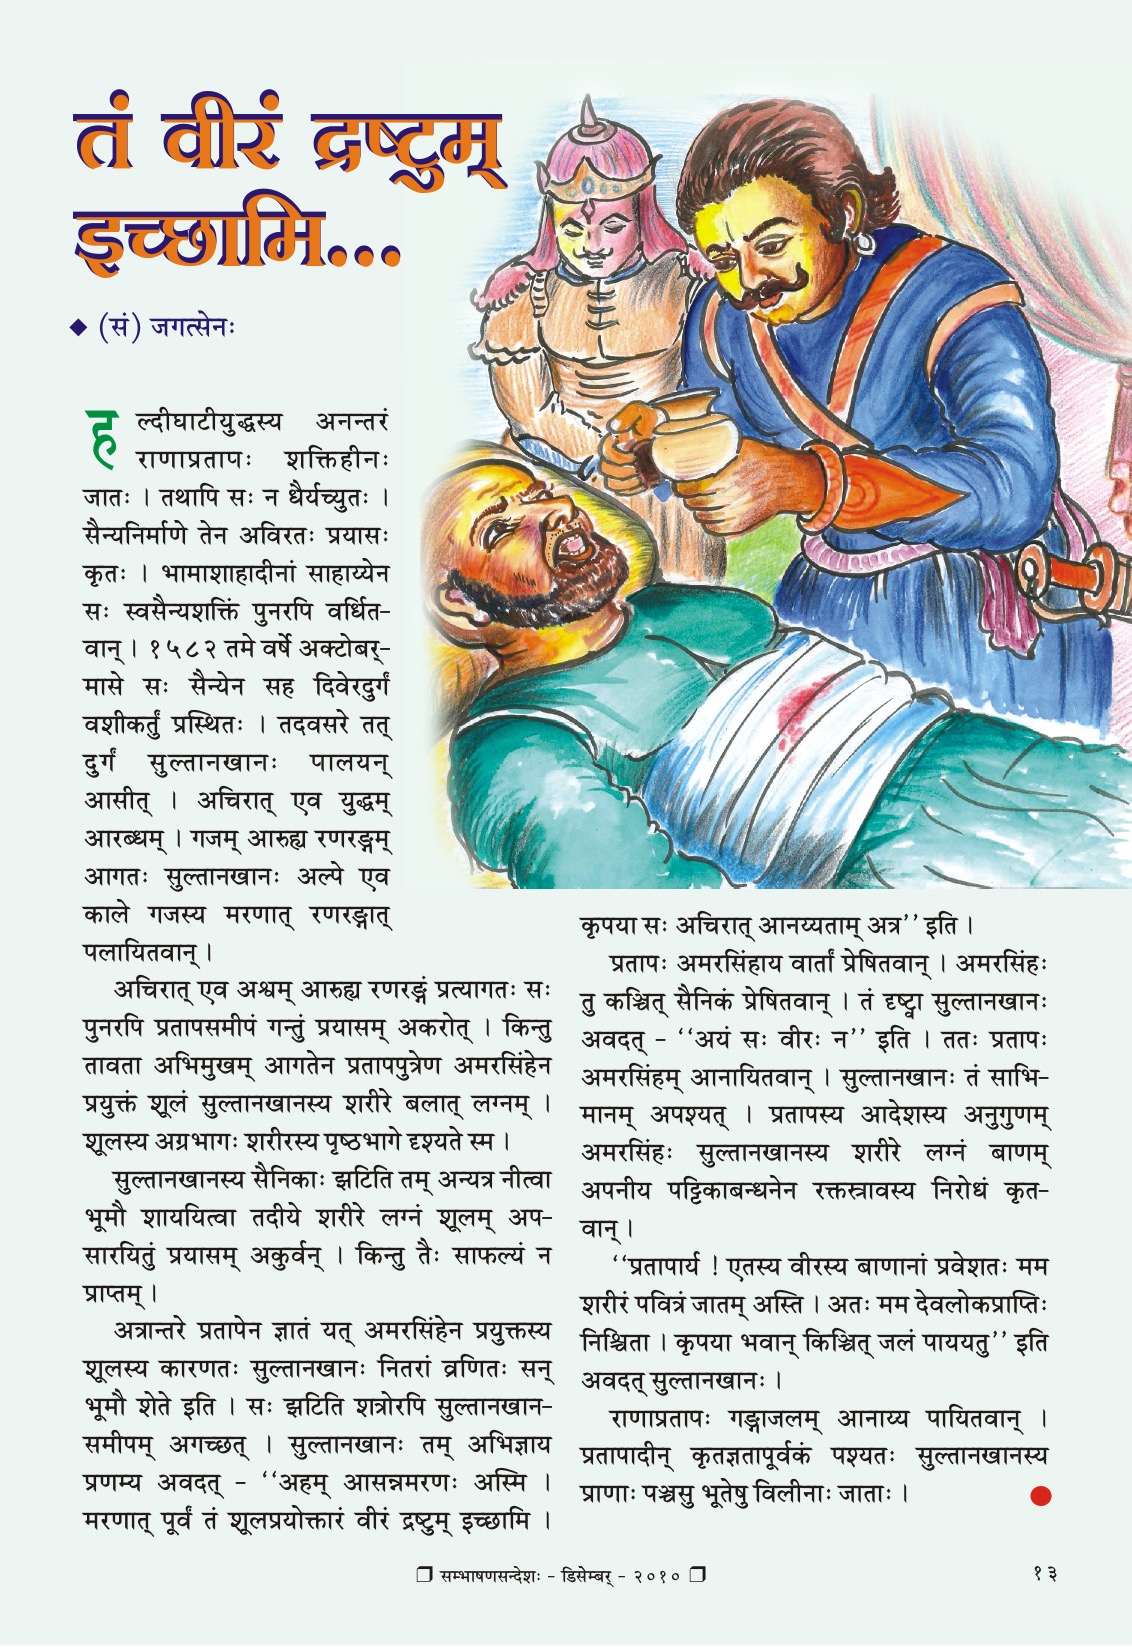 तं वीरं द्रष्टुम्
इच्छामि...
◆ (सं) जगत्सेनः
हल्दीघाटीयुद्धस्य अनन्तरं
राणाप्रतापः शक्तिहीनः
जातः । तथापि सः न धैर्यच्युतः ।
सैन्यनिर्माणे तेन अविरतः प्रयासः
कृतः । भामाशाहादीनां साहाय्येन
सः स्वसैन्यशक्तिं पुनरपि वर्धित-
वान् । १५८२ तमे वर्षे अक्टोबर्-
मासे सः सैन्येन सह दिवेरदुर्गं
वशीकर्तुं प्रस्थितः । तदवसरे तत्
दुर्गं सुल्तानखानः पालयन्
आसीत् । अचिरात् एव युद्धम्
आरब्धम् । गजम् आरुह्य रणरङ्गम्
आगतः सुल्तानखानः अल्पे एव
काले गजस्य मरणात् रणरङ्गात्
पलायितवान् ।
अचिरात् एव अश्वम् आरुह्य रणरङ्गं प्रत्यागतः सः
पुनरपि प्रतापसमीपं गन्तुं प्रयासम् अकरोत् । किन्तु
तावता अभिमुखम् आगतेन प्रतापपुत्रेण अमरसिंहेन
प्रयुक्तं शूलं सुल्तानखानस्य शरीरे बलात् लग्नम् ।
शूलस्य अग्रभागः शरीरस्य पृष्ठभागे दृश्यते स्म ।
सुल्तानखानस्य सैनिकाः झटिति तम् अन्यत्र नीत्वा
भूमौ शाययित्वा तदीये शरीरे लग्नं शूलम् अप-
सारयितुं प्रयासम् अकुर्वन् । किन्तु तैः साफल्यं न
प्राप्तम् ।
अत्रान्तरे प्रतापेन ज्ञातं यत् अमरसिंहेन प्रयुक्तस्य
शूलस्य कारणतः सुल्तानखानः नितरां व्रणितः सन्
भूमौ शेते इति । सः झटिति शत्रोरपि सुल्तानखान-
समीपम् अगच्छत् । सुल्तानखानः तम् अभिज्ञाय
प्रणम्य अवदत् - ‘‘अहम् आसन्नमरणः अस्मि ।
मरणात् पूर्वं तं शूलप्रयोक्तारं वीरं द्रष्टुम् इच्छामि ।
कृपया सः अचिरात् आनय्यताम् अत्र’’ इति ।
प्रतापः अमरसिंहाय वार्तां प्रेषितवान् । अमरसिंहः
तु कञ्चित् सैनिकं प्रेषितवान् । तं दृष्ट्वा सुल्तानखानः
अवदत् - ‘‘अयं सः वीरः न’’ इति । ततः प्रतापः
अमरसिंहम् आनायितवान् । सुल्तानखानः तं साभि-
मानम् अपश्यत् । प्रतापस्य आदेशस्य अनुगुणम्
अमरसिंहः सुल्तानखानस्य शरीरे लग्नं बाणम्
अपनीय पट्टिकाबन्धनेन रक्तस्रावस्य निरोधं कृत-
वान् ।
‘‘प्रतापार्य ! एतस्य वीरस्य बाणानां प्रवेशतः मम
शरीरं पवित्रं जातम् अस्ति । अतः मम देवलोकप्राप्तिः
निश्चिता । कृपया भवान् किञ्चित् जलं पाययतु’’ इति
अवदत् सुल्तानखानः ।
राणाप्रतापः गङ्गाजलम् आनाय्य पायितवान् ।
प्रतापादीन् कृतज्ञतापूर्वकं पश्यतः सुल्तानखानस्य
प्राणाः पञ्चसु भूतेषु विलीनाः जाताः ।
❐ सम्भाषणसन्देशः - डिसेम्बर् - २०१० ❐
१३